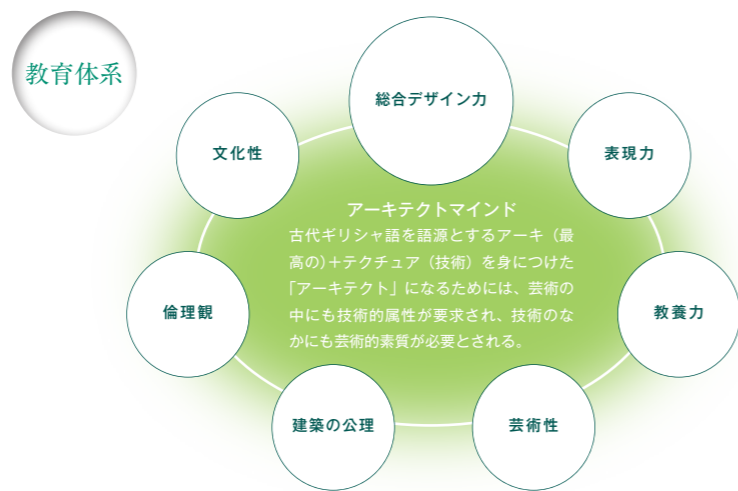 教育体系
総合デザイン力
文化性
表現力
アーキテクトマインド
古代ギリシャ語を語源とするアーキ（最
高の）＋テクチュア（技術）を身につけた
「アーキテクト」になるためには、芸術の
中にも技術的属性が要求され、技術のな
かにも芸術的素質が必要とされる。
倫理観
教養力
建築の公理
芸術性